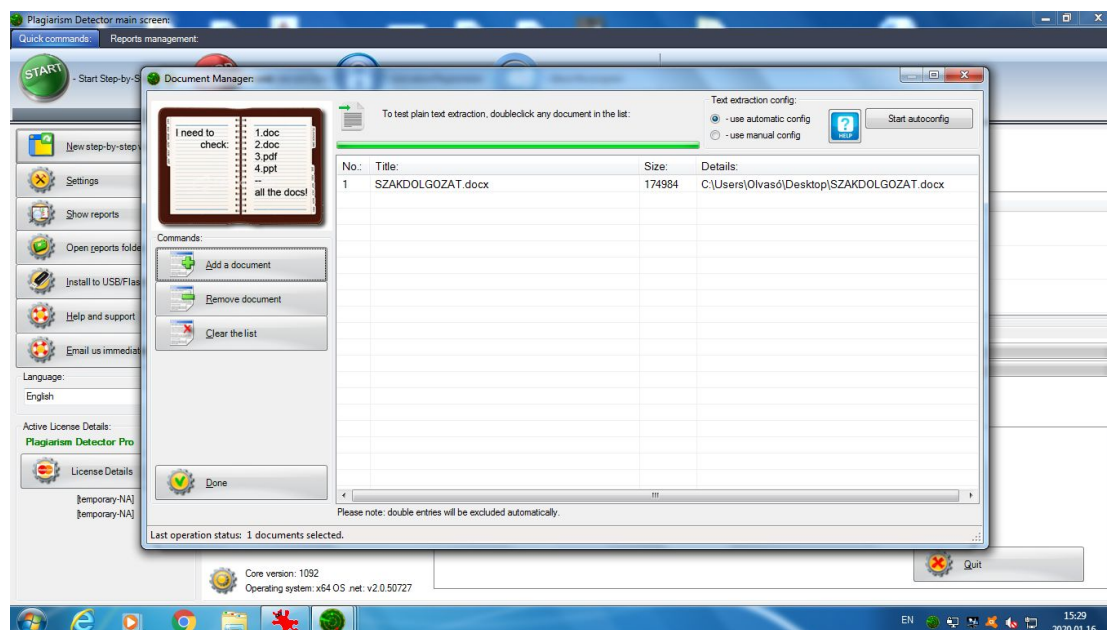 Plagiarism Detector main screen:
Quick commands: Reports management:
START
- Start Step-by-S
Document Manager:
I need to check:
1.doc
2.doc
3.pdf
4.ppt
--
all the docs!
To test plain text extraction, doubleclick any document in the list:
Text extraction config:
- use automatic config
- use manual config
HELP
Start autoconfig
New step-by-step
Settings
Show reports
Open reports folde
Install to USB/Flas
Help and support
Email us immediat
Language:
English
Active License Details:
Plagiarism Detector Pro
License Details
[temporary-NA]
[temporary-NA]
Commands:
Add a document
Remove document
Clear the list
Done
No.: Title: Size: Details:
1 SZAKDOLGOZAT.docx 174984 C:\Users\Olvasó\Desktop\SZAKDOLGOZAT.docx
Please note: double entries will be excluded automatically.
Last operation status: 1 documents selected.
Core version: 1092
Operating system: x64 OS .net: v2.0.50727
Quit
EN
15:29
2020.01.16